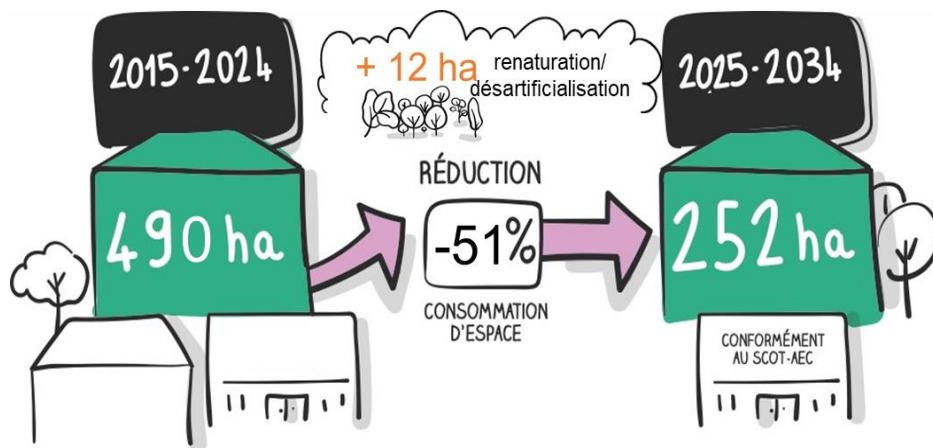 2015-2024
+ 12 ha renaturation/
désartificialisation
2025-2034
490 ha
RÉDUCTION
-51%
CONSOMMATION
D'ESPACE
252 ha
CONFORMÉMENT
AU SCOT-AEC